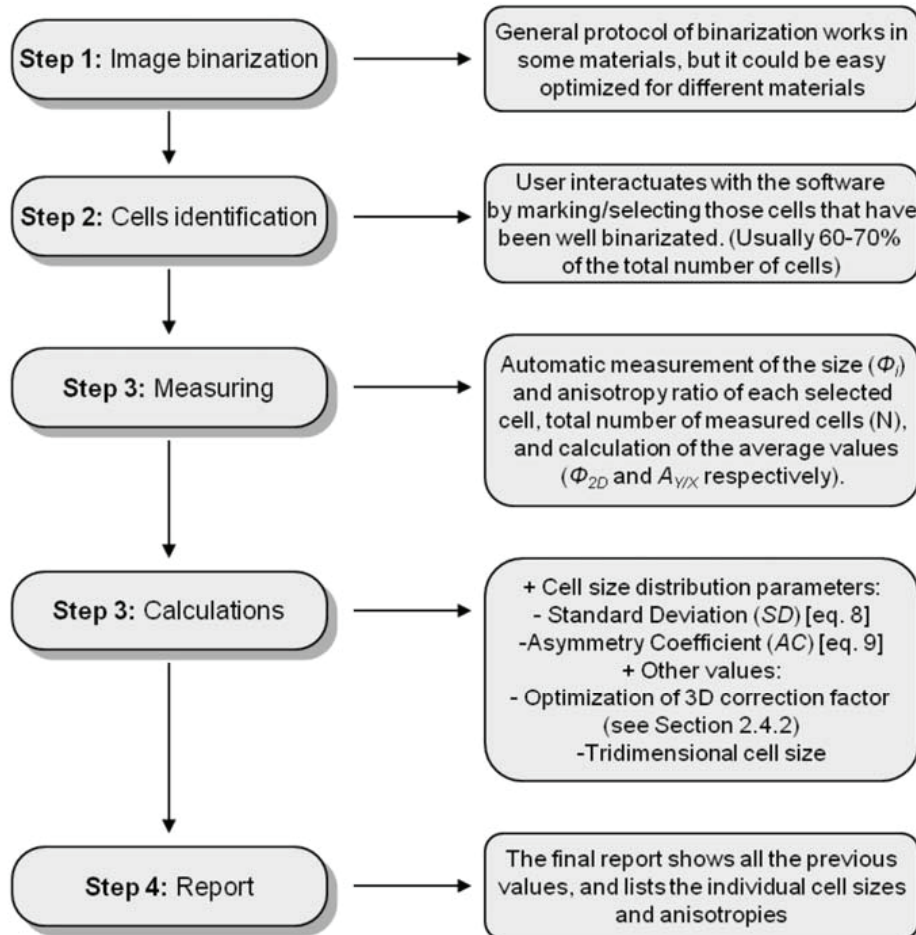 Step 1: Image binarization
General protocol of binarization works in
some materials, but it could be easy
optimized for different materials
Step 2: Cells identification
User interactuates with the software
by marking/selecting those cells that have
been well binarizated. (Usually 60-70%
of the total number of cells)
Step 3: Measuring
Automatic measurement of the size (Φi)
and anisotropy ratio of each selected
cell, total number of measured cells (N),
and calculation of the average values
(Φ2D and AY/X respectively).
Step 3: Calculations
+ Cell size distribution parameters:
- Standard Deviation (SD) [eq. 8]
-Asymmetry Coefficient (AC) [eq. 9]
+ Other values:
- Optimization of 3D correction factor
(see Section 2.4.2)
-Tridimensional cell size
Step 4: Report
The final report shows all the previous
values, and lists the individual cell sizes
and anisotropies